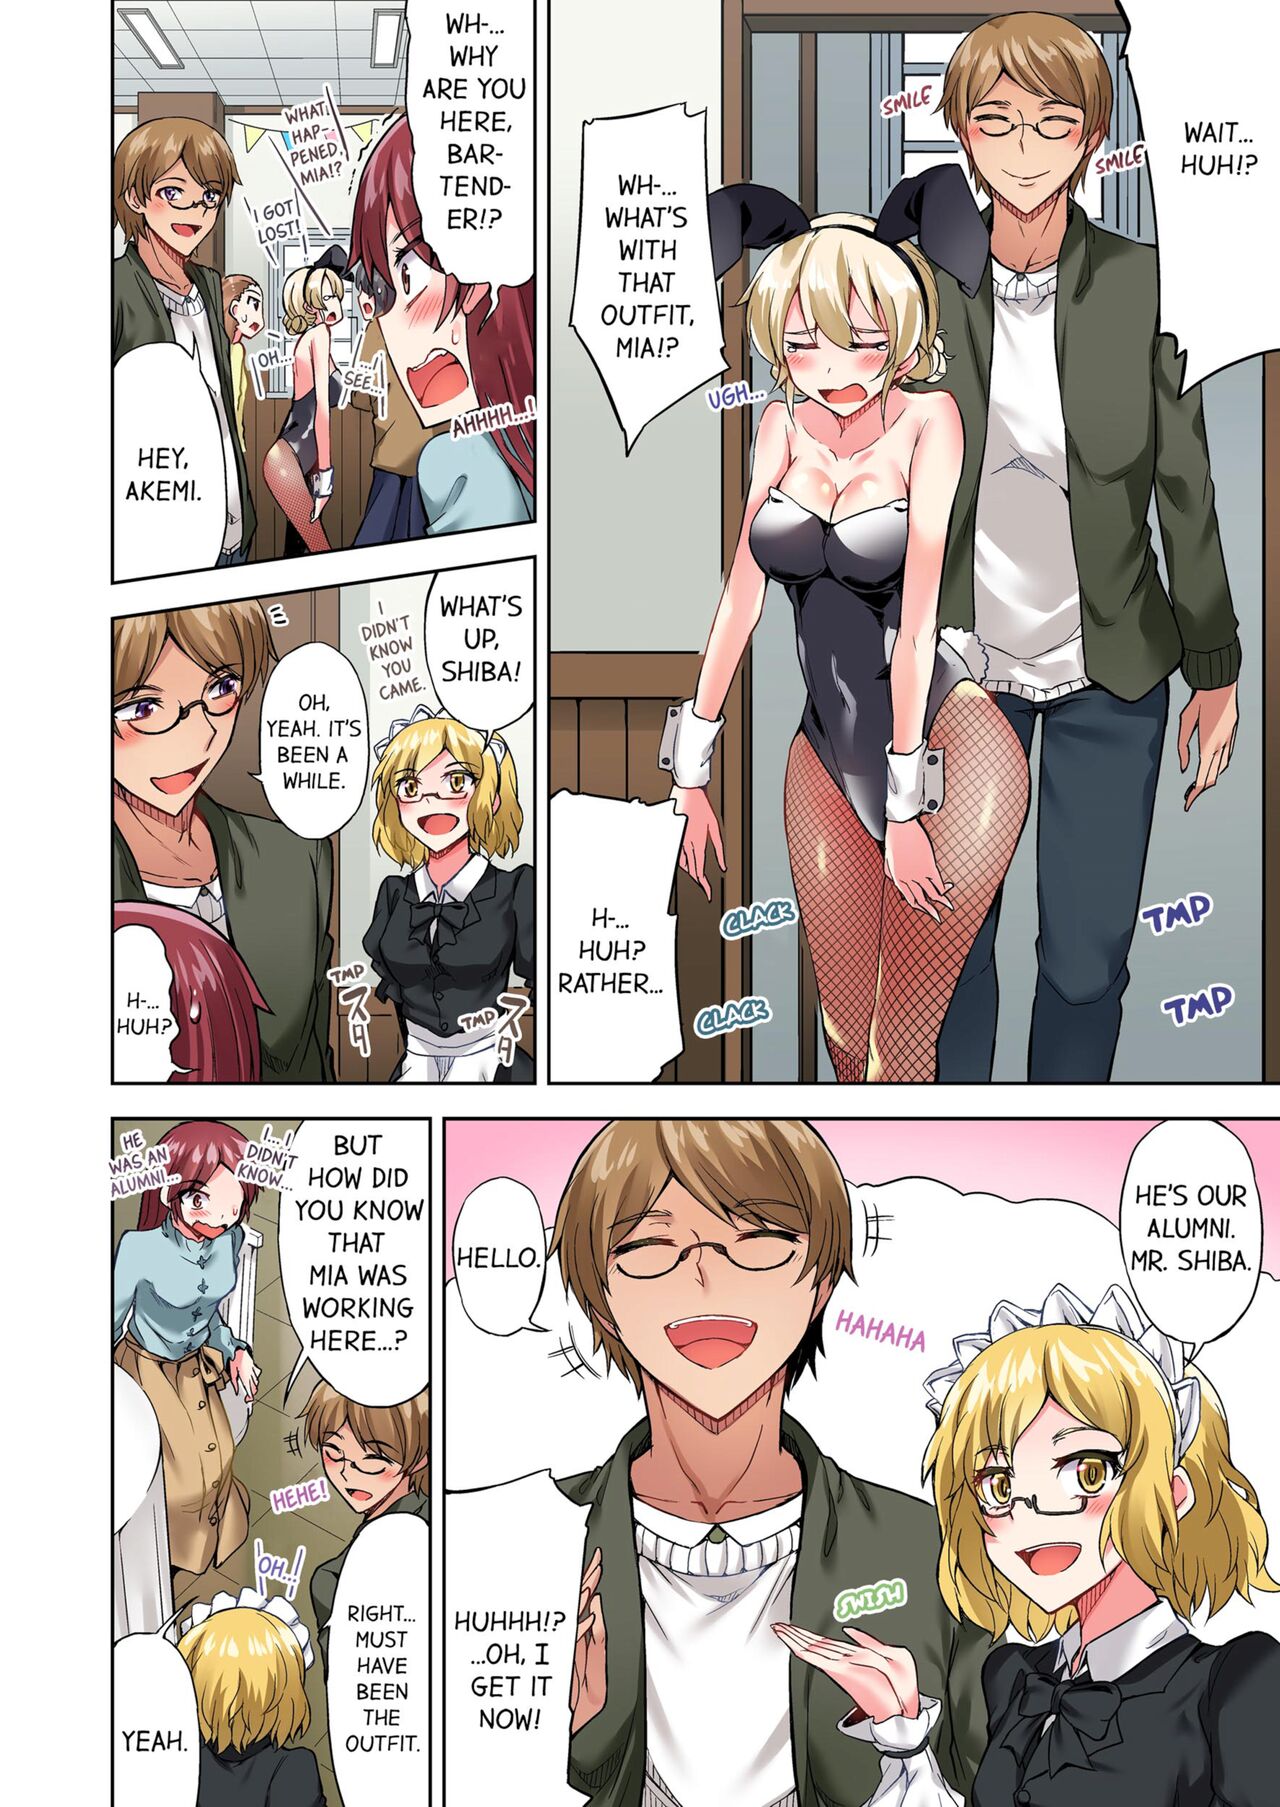 WAIT...
HUH!?
SMILE
SMILE
WH-...
WHAT'S
WITH
THAT
OUTFIT,
MIA!?
UGH...
H-...
HUH?
RATHER...
CLACK
CLACK
TMP
TMP
WH-...
WHY
ARE YOU
HERE,
BAR-
TEND-
ER!?
WHAT
HAP-
PENED,
MIA!?
I GOT
LOST!
OH...
SEE...
AHHHH...!
HEY,
AKEMI.
WHAT'S
UP,
SHIBA!
I
DIDN'T
KNOW
YOU
CAME.
OH,
YEAH. IT'S
BEEN A
WHILE.
TMP
スタ
TMP
スタ
H-...
HUH?
HE'S OUR
ALUMNI.
MR. SHIBA.
HELLO.
HAHAHA
SWISH
HUHHH!?
...OH, I
GET IT
NOW!
BUT
HOW DID
YOU KNOW
THAT
MIA WAS
WORKING
HERE...?
I... I
DIDN'T
KNOW...
HE
WAS AN
ALUMNI...
HEHE!
OH...!
RIGHT...
MUST
HAVE
BEEN
THE
OUTFIT.
YEAH.